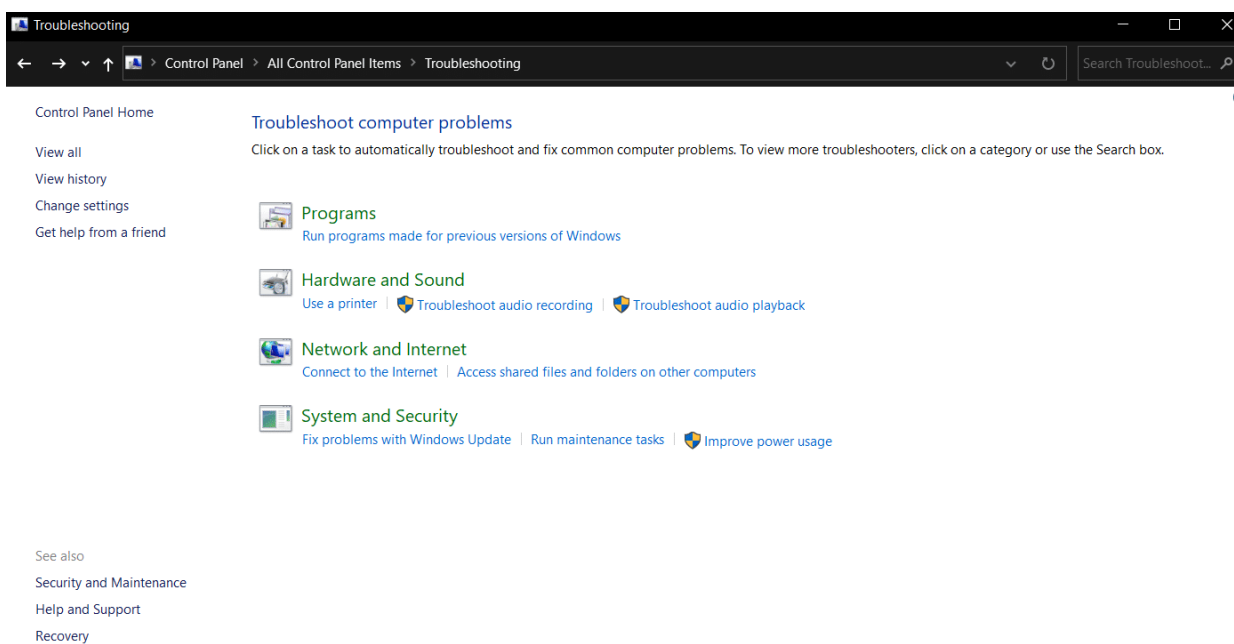 Troubleshooting
Control Panel > All Control Panel Items > Troubleshooting
Search Troubleshoot...
Control Panel Home
View all
View history
Change settings
Get help from a friend
Troubleshoot computer problems
Click on a task to automatically troubleshoot and fix common computer problems. To view more troubleshooters, click on a category or use the Search box.
Programs
Run programs made for previous versions of Windows
Hardware and Sound
Use a printer | Troubleshoot audio recording | Troubleshoot audio playback
Network and Internet
Connect to the Internet | Access shared files and folders on other computers
System and Security
Fix problems with Windows Update | Run maintenance tasks | Improve power usage
See also
Security and Maintenance
Help and Support
Recovery